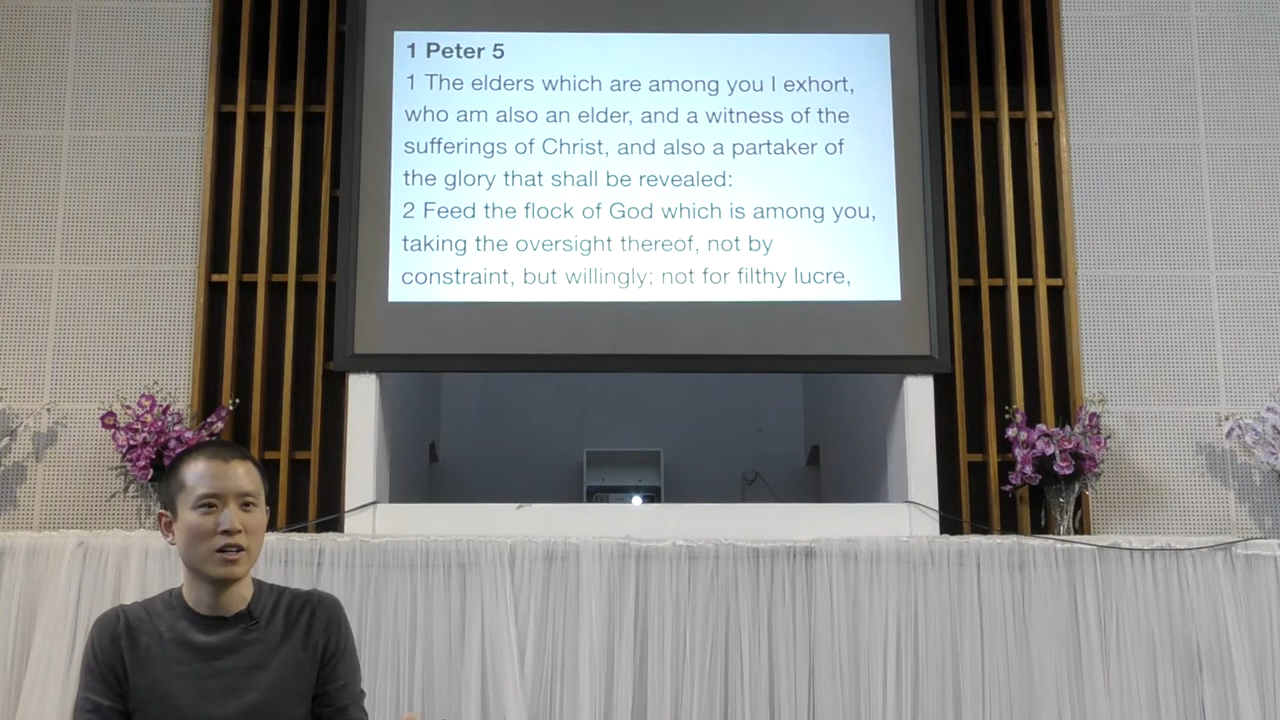 1 Peter 5
1 The elders which are among you I exhort,
who am also an elder, and a witness of the
sufferings of Christ, and also a partaker of
the glory that shall be revealed:
2 Feed the flock of God which is among you,
taking the oversight thereof, not by
constraint, but willingly; not for filthy lucre,